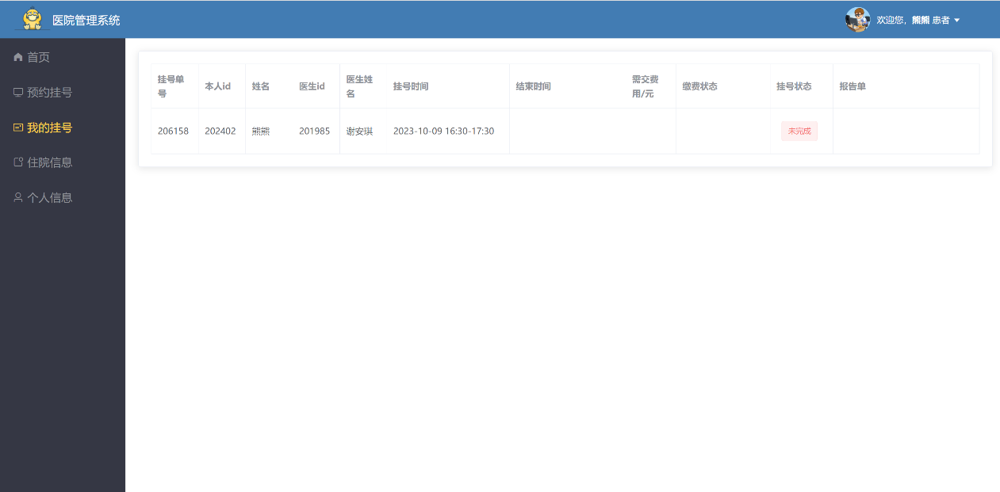 医院管理系统
欢迎您，熊熊 患者
首页
预约挂号
我的挂号
住院信息
个人信息
挂号单号 本人id 姓名 医生id 医生姓名 挂号时间 结束时间 需交费用/元 缴费状态 挂号状态 报告单
206158 202402 熊熊 201985 谢安琪 2023-10-09 16:30-17:30 未完成